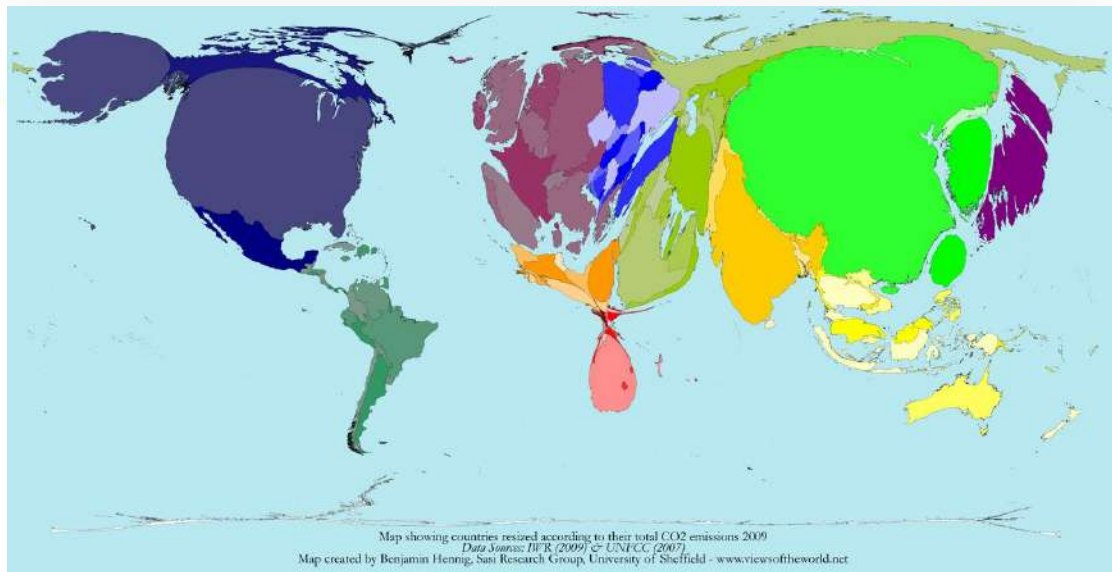 Map showing countries resized according to their total CO2 emissions 2009
Data Sources: IWR (2009) & UNFCC (2007)
Map created by Benjamin Hennig, Sasi Research Group, University of Sheffield - www.viewsoftheworld.net